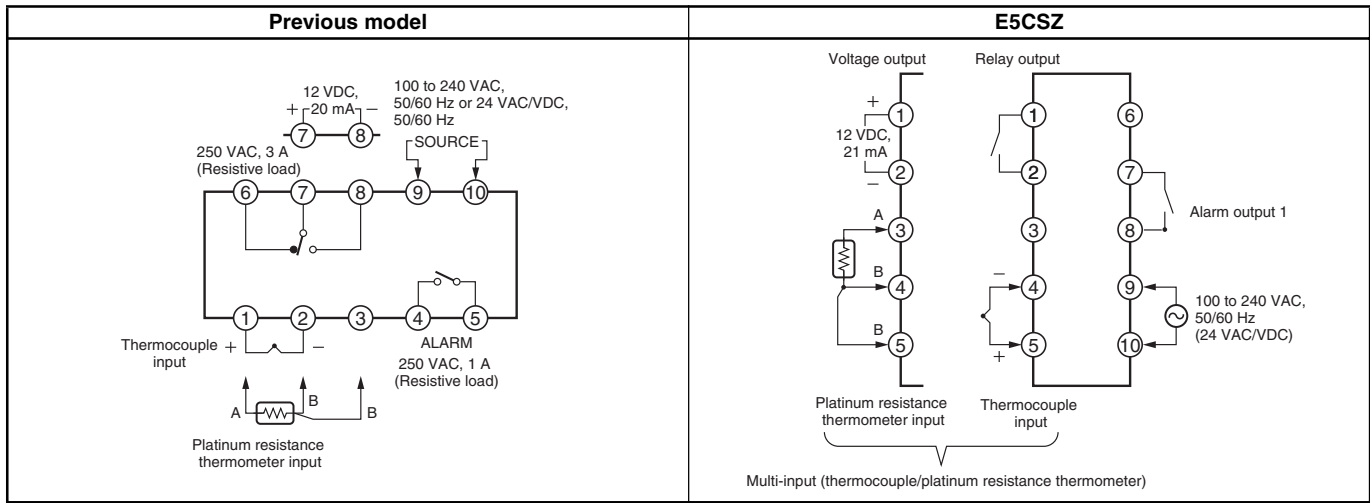 Previous model
E5CSZ
12 VDC,
20 mA
+
−
7
8
100 to 240 VAC,
50/60 Hz or 24 VAC/VDC,
50/60 Hz
SOURCE
250 VAC, 3 A
(Resistive load)
6
7
8
9
10
1
2
3
4
5
Thermocouple
input
+
−
ALARM
250 VAC, 1 A
(Resistive load)
A
B
B
Platinum resistance
thermometer input
Voltage output
+
12 VDC,
21 mA
−
1
2
A
3
B
4
B
5
Platinum resistance
thermometer input
Relay output
1
2
3
−
4
+
5
Thermocouple
input
6
7
8
Alarm output 1
9
10
100 to 240 VAC,
50/60 Hz
(24 VAC/VDC)
Multi-input (thermocouple/platinum resistance thermometer)